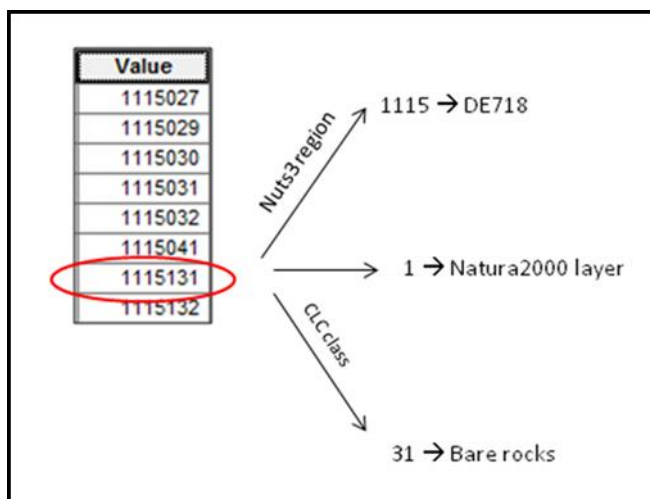 Value
1115027
1115029
1115030
1115031
1115032
1115041
1115131
1115132
Nuts3 region
1115 → DE718
1 → Natura2000 layer
CLC class
31 → Bare rocks